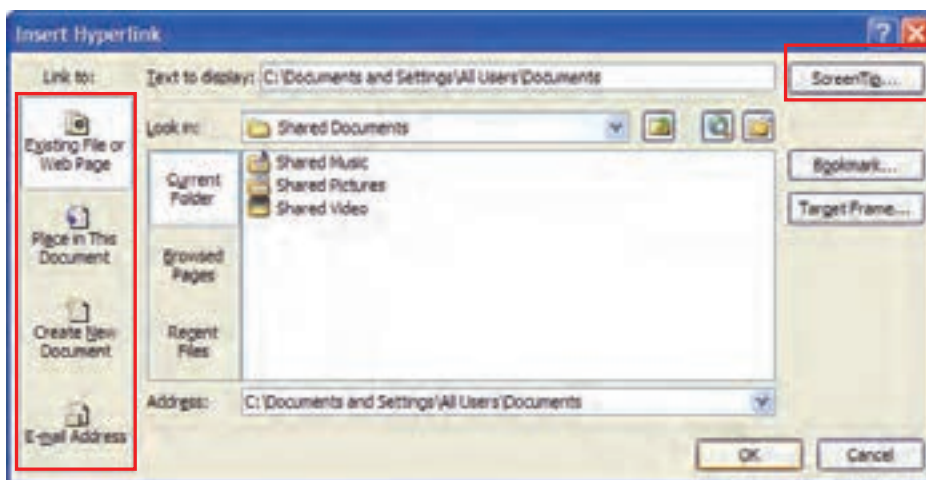 Insert Hyperlink
Link to:
Text to display: C:\Documents and Settings\All Users\Documents
ScreenTip...
Existing File or
Web Page
Look in:
Shared Documents
Current
Folder
Shared Music
Shared Pictures
Shared Video
Bookmark...
Target Frame...
Place in This
Document
Browsed
Pages
Create New
Document
Recent
Files
Address: C:\Documents and Settings\All Users\Documents
E-mail Address
OK
Cancel